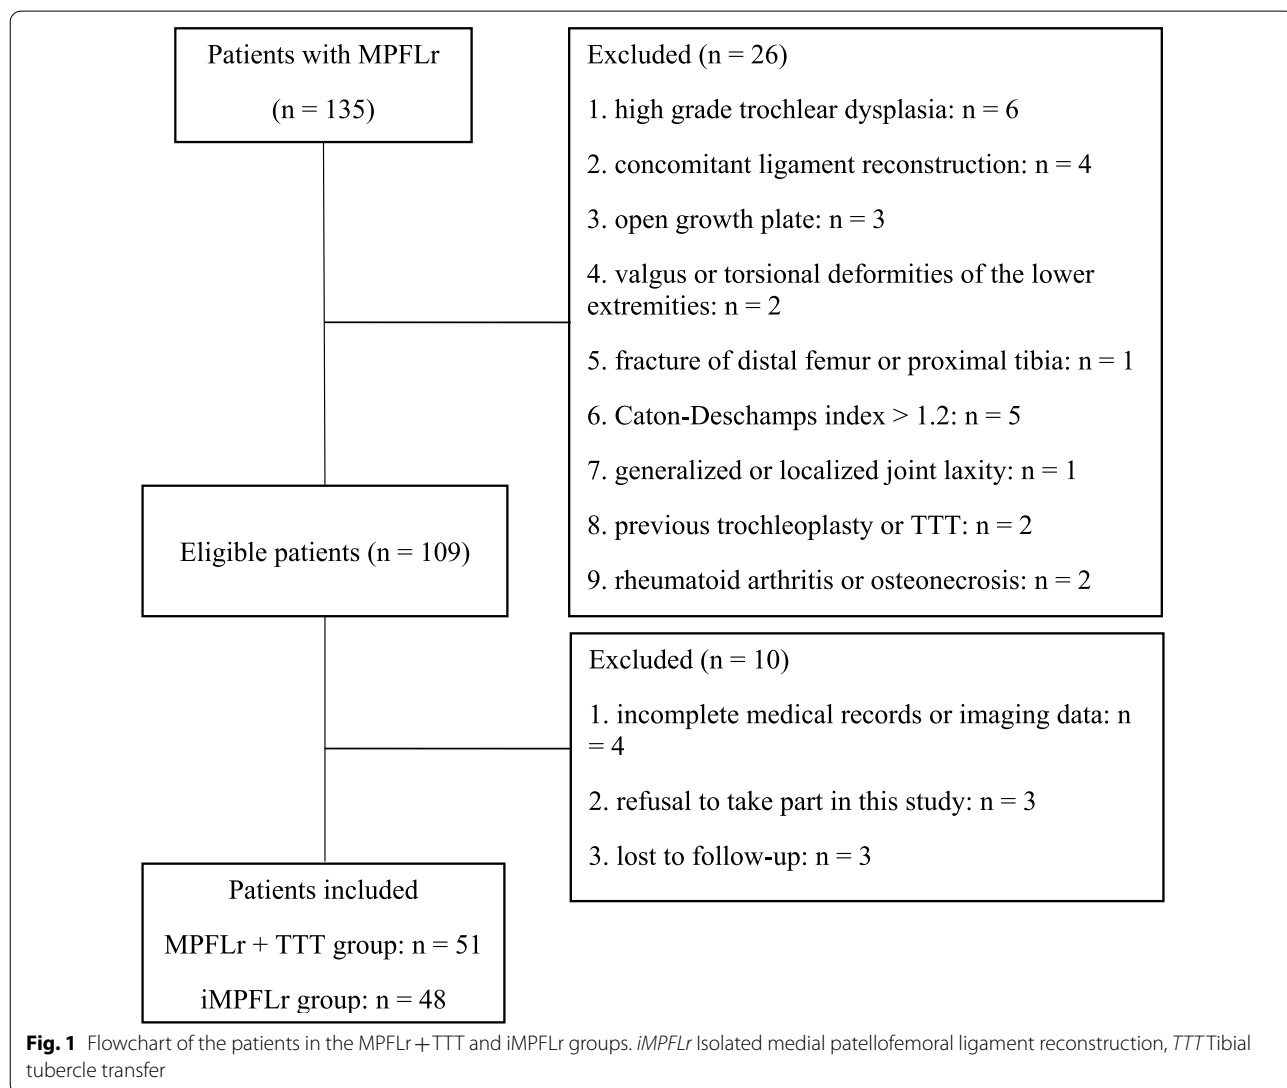 Patients with MPFLr
(n = 135)
Excluded (n = 26)
1. high grade trochlear dysplasia: n = 6
2. concomitant ligament reconstruction: n = 4
3. open growth plate: n = 3
4. valgus or torsional deformities of the lower
extremities: n = 2
5. fracture of distal femur or proximal tibia: n = 1
6. Caton-Deschamps index > 1.2: n = 5
7. generalized or localized joint laxity: n = 1
8. previous trochleoplasty or TTT: n = 2
9. rheumatoid arthritis or osteonecrosis: n = 2
Eligible patients (n = 109)
Excluded (n = 10)
1. incomplete medical records or imaging data: n
= 4
2. refusal to take part in this study: n = 3
3. lost to follow-up: n = 3
Patients included
MPFLr + TTT group: n = 51
iMPFLr group: n = 48
Fig. 1 Flowchart of the patients in the MPFLr + TTT and iMPFLr groups. iMPFLr Isolated medial patellofemoral ligament reconstruction, TTT Tibial
tubercle transfer